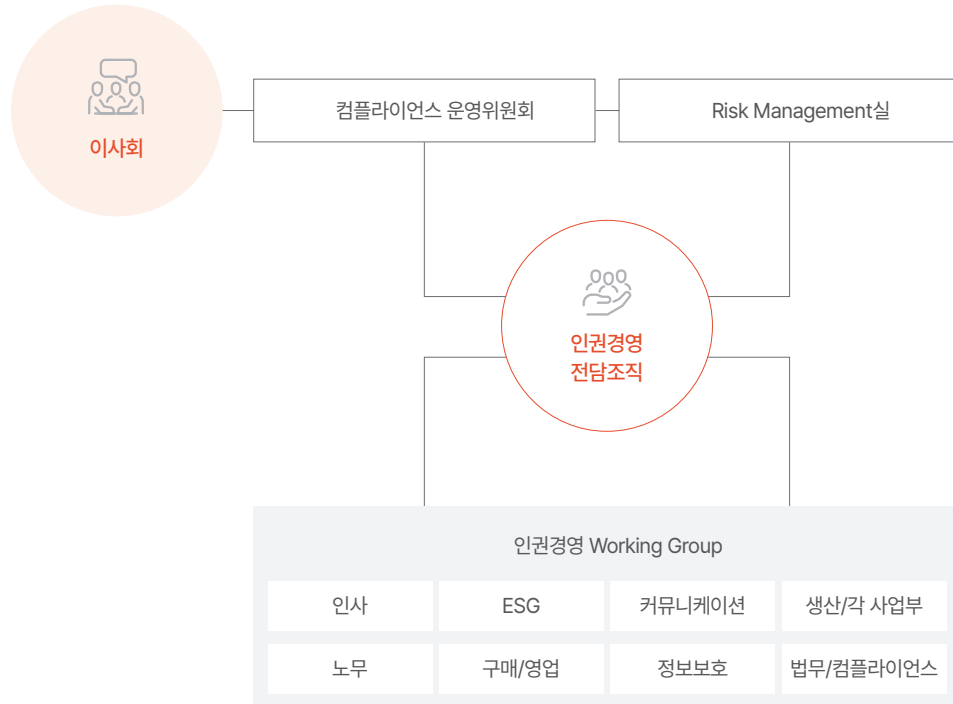 이사회
컴플라이언스 운영위원회
Risk Management실
인권경영
전담조직
인권경영 Working Group
인사
ESG
커뮤니케이션
생산/각 사업부
노무
구매/영업
정보보호
법무/컴플라이언스